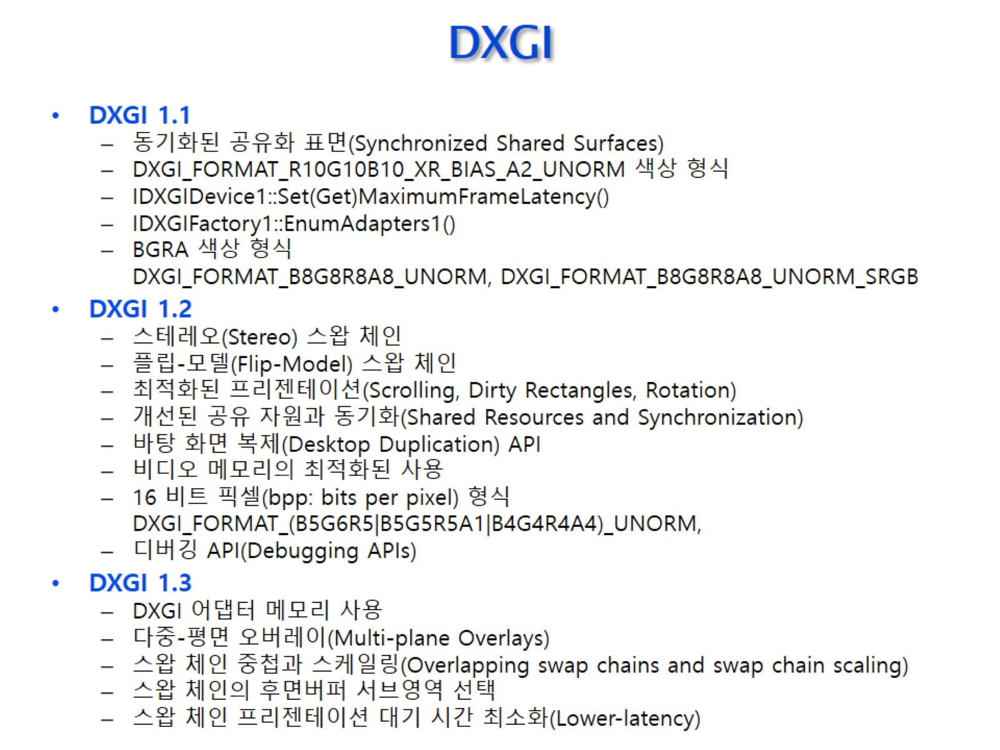 DXGI
• DXGI 1.1
– 동기화된 공유화 표면(Synchronized Shared Surfaces)
– DXGI_FORMAT_R10G10B10_XR_BIAS_A2_UNORM 색상 형식
– IDXGIDevice1::Set(Get)MaximumFrameLatency()
– IDXGIFactory1::EnumAdapters1()
– BGRA 색상 형식
DXGI_FORMAT_B8G8R8A8_UNORM, DXGI_FORMAT_B8G8R8A8_UNORM_SRGB
• DXGI 1.2
– 스테레오(Stereo) 스왑 체인
– 플립-모델(Flip-Model) 스왑 체인
– 최적화된 프리젠테이션(Scrolling, Dirty Rectangles, Rotation)
– 개선된 공유 자원과 동기화(Shared Resources and Synchronization)
– 바탕 화면 복제(Desktop Duplication) API
– 비디오 메모리의 최적화된 사용
– 16 비트 픽셀(bpp: bits per pixel) 형식
DXGI_FORMAT_(B5G6R5|B5G5R5A1|B4G4R4A4)_UNORM,
– 디버깅 API(Debugging APIs)
• DXGI 1.3
– DXGI 어댑터 메모리 사용
– 다중-평면 오버레이(Multi-plane Overlays)
– 스왑 체인 중첩과 스케일링(Overlapping swap chains and swap chain scaling)
– 스왑 체인의 후면버퍼 서브영역 선택
– 스왑 체인 프리젠테이션 대기 시간 최소화(Lower-latency)